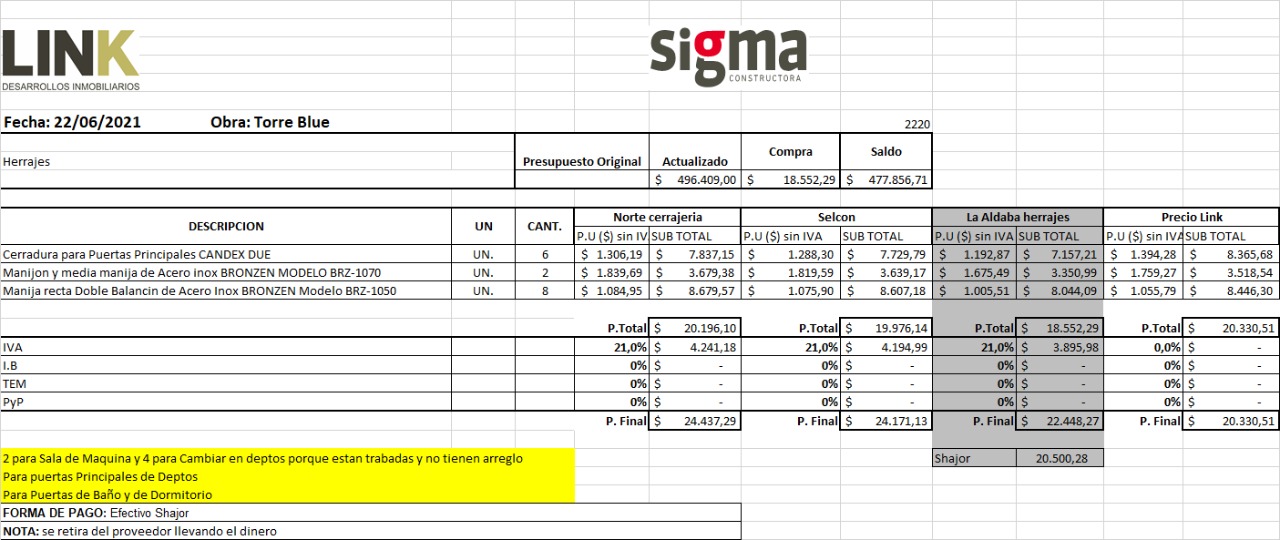 LINK
DESARROLLOS INMOBILIARIOS
sigma
CONSTRUCTORA
Fecha: 22/06/2021 Obra: Torre Blue 2220
Herrajes Presupuesto Original Actualizado Compra Saldo
$ 496.409,00 $ 18.552,29 $ 477.856,71
DESCRIPCION UN CANT. Norte cerrajeria Selcon La Aldaba herrajes Precio Link
P.U ($) sin IV SUB TOTAL P.U ($) sin IVA SUB TOTAL P.U ($) sin IVA SUB TOTAL P.U ($) sin IVA SUB TOTAL
Cerradura para Puertas Principales CANDEX DUE UN. 6 $ 1.306,19 $ 7.837,15 $ 1.288,30 $ 7.729,79 $ 1.192,87 $ 7.157,21 $ 1.394,28 $ 8.365,68
Manijon y media manija de Acero inox BRONZEN MODELO BRZ-1070 UN. 2 $ 1.839,69 $ 3.679,38 $ 1.819,59 $ 3.639,17 $ 1.675,49 $ 3.350,99 $ 1.759,27 $ 3.518,54
Manija recta Doble Balancin de Acero Inox BRONZEN Modelo BRZ-1050 UN. 8 $ 1.084,95 $ 8.679,57 $ 1.075,90 $ 8.607,18 $ 1.005,51 $ 8.044,09 $ 1.055,79 $ 8.446,30
P.Total $ 20.196,10 P.Total $ 19.976,14 P.Total $ 18.552,29 P.Total $ 20.330,51
IVA 21,0% $ 4.241,18 21,0% $ 4.194,99 21,0% $ 3.895,98 0,0% $ -
I.B 0% $ - 0% $ - 0% $ - 0% $ -
TEM 0% $ - 0% $ - 0% $ - 0% $ -
PyP 0% $ - 0% $ - 0% $ - 0% $ -
P. Final $ 24.437,29 P. Final $ 24.171,13 P. Final $ 22.448,27 P. Final $ 20.330,51
2 para Sala de Maquina y 4 para Cambiar en deptos porque estan trabadas y no tienen arreglo Shajor 20.500,28
Para puertas Principales de Deptos
Para Puertas de Baño y de Dormitorio
FORMA DE PAGO: Efectivo Shajor
NOTA: se retira del proveedor llevando el dinero